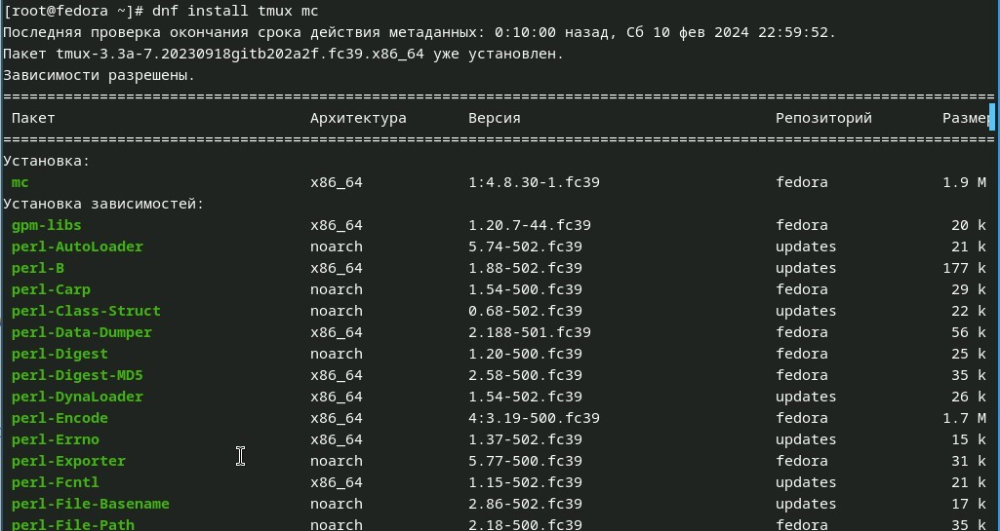 [root@fedora ~]# dnf install tmux mc
Последняя проверка окончания срока действия метаданных: 0:10:00 назад, Сб 10 фев 2024 22:59:52.
Пакет tmux-3.3a-7.20230918gitb202a2f.fc39.x86_64 уже установлен.
Зависимости разрешены.
================================================================================
Пакет Архитектура Версия Репозиторий Размер
================================================================================
Установка:
mc x86_64 1:4.8.30-1.fc39 fedora 1.9 M
Установка зависимостей:
gpm-libs x86_64 1.20.7-44.fc39 fedora 20 k
perl-AutoLoader noarch 5.74-502.fc39 updates 21 k
perl-B x86_64 1.88-502.fc39 updates 177 k
perl-Carp noarch 1.54-500.fc39 fedora 29 k
perl-Class-Struct noarch 0.68-502.fc39 updates 22 k
perl-Data-Dumper x86_64 2.188-501.fc39 fedora 56 k
perl-Digest noarch 1.20-500.fc39 fedora 25 k
perl-Digest-MD5 x86_64 2.58-500.fc39 fedora 35 k
perl-DynaLoader x86_64 1.54-502.fc39 updates 26 k
perl-Encode x86_64 4:3.19-500.fc39 fedora 1.7 M
perl-Errno x86_64 1.37-502.fc39 updates 15 k
perl-Exporter noarch 5.77-500.fc39 fedora 31 k
perl-Fcntl x86_64 1.15-502.fc39 updates 21 k
perl-File-Basename noarch 2.86-502.fc39 updates 17 k
perl-File-Path noarch 2.18-500.fc39 fedora 35 k